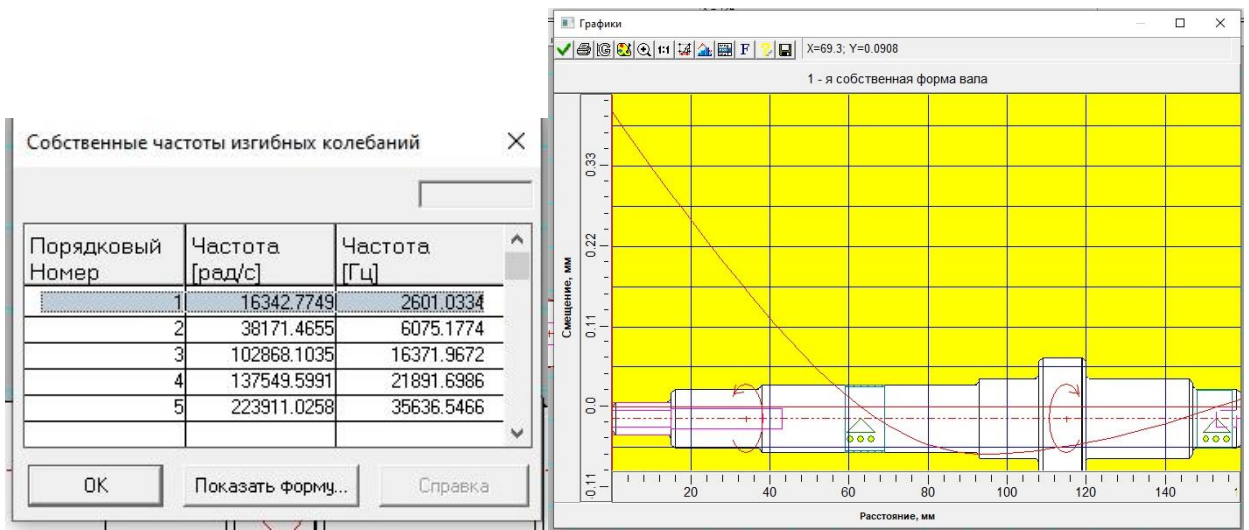 Собственные частоты изгибных колебаний
Порядковый Номер
Частота [рад/с]
Частота [Гц]
1 16342.7749 2601.0334
2 38171.4655 6075.1774
3 102868.1035 16371.9672
4 137549.5991 21891.6986
5 223911.0258 35636.5466
OK
Показать форму...
Справка
Графики
1:1
F
X=69.3; Y=0.0908
1 - я собственная форма вала
Смещение, мм
0.33
0.22
0.11
0.0
-0.11
20 40 60 80 100 120 140
Расстояние, мм